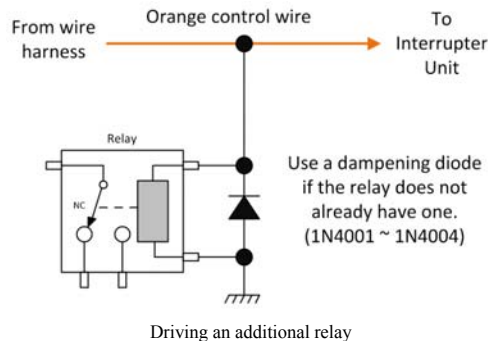 Orange control wire
From wire
harness
To
Interrupter
Unit
Relay
NC
Use a dampening diode
if the relay does not
already have one.
(1N4001 ~ 1N4004)
Driving an additional relay